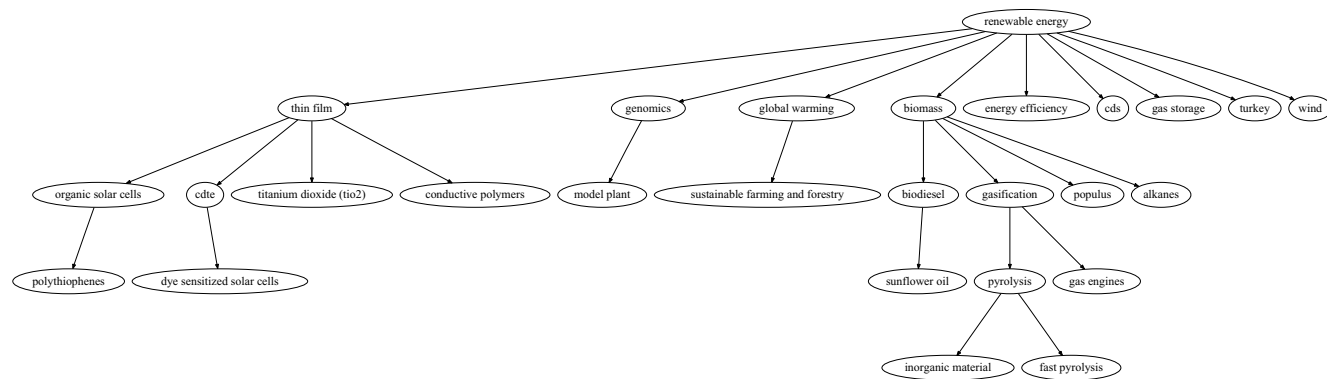 renewable energy
thin film
genomics
global warming
biomass
energy efficiency
cds
gas storage
turkey
wind
organic solar cells
cdte
titanium dioxide (tio2)
conductive polymers
model plant
sustainable farming and forestry
biodiesel
gasification
populus
alkanes
polythiophenes
dye sensitized solar cells
sunflower oil
pyrolysis
gas engines
inorganic material
fast pyrolysis